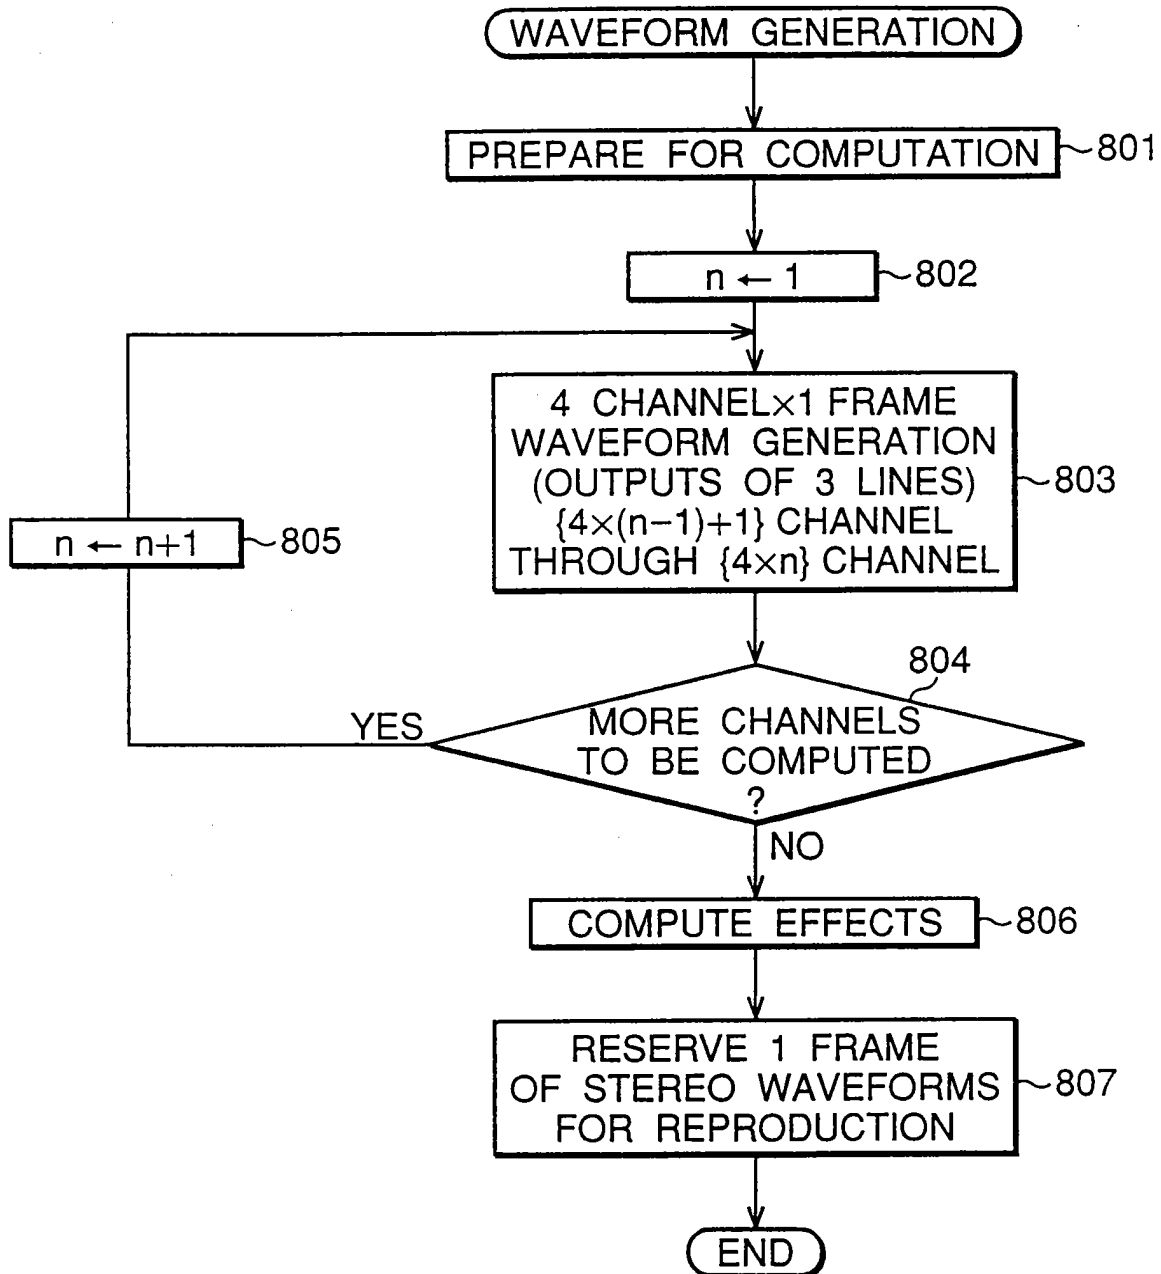 WAVEFORM GENERATION
PREPARE FOR COMPUTATION
801
n ← 1
802
4 CHANNEL×1 FRAME
WAVEFORM GENERATION
(OUTPUTS OF 3 LINES)
{4×(n−1)+1} CHANNEL
THROUGH {4×n} CHANNEL
803
n ← n+1
805
804
YES
MORE CHANNELS
TO BE COMPUTED
?
NO
COMPUTE EFFECTS
806
RESERVE 1 FRAME
OF STEREO WAVEFORMS
FOR REPRODUCTION
807
END